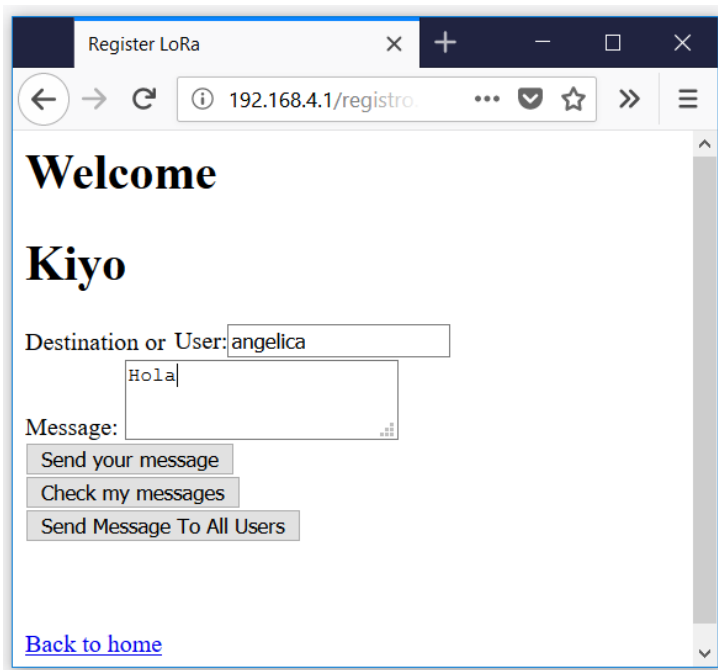 Register LoRa
192.168.4.1/registro.
Welcome
Kiyo
Destination or User: angelica
Hola
Message:
Send your message
Check my messages
Send Message To All Users
Back to home